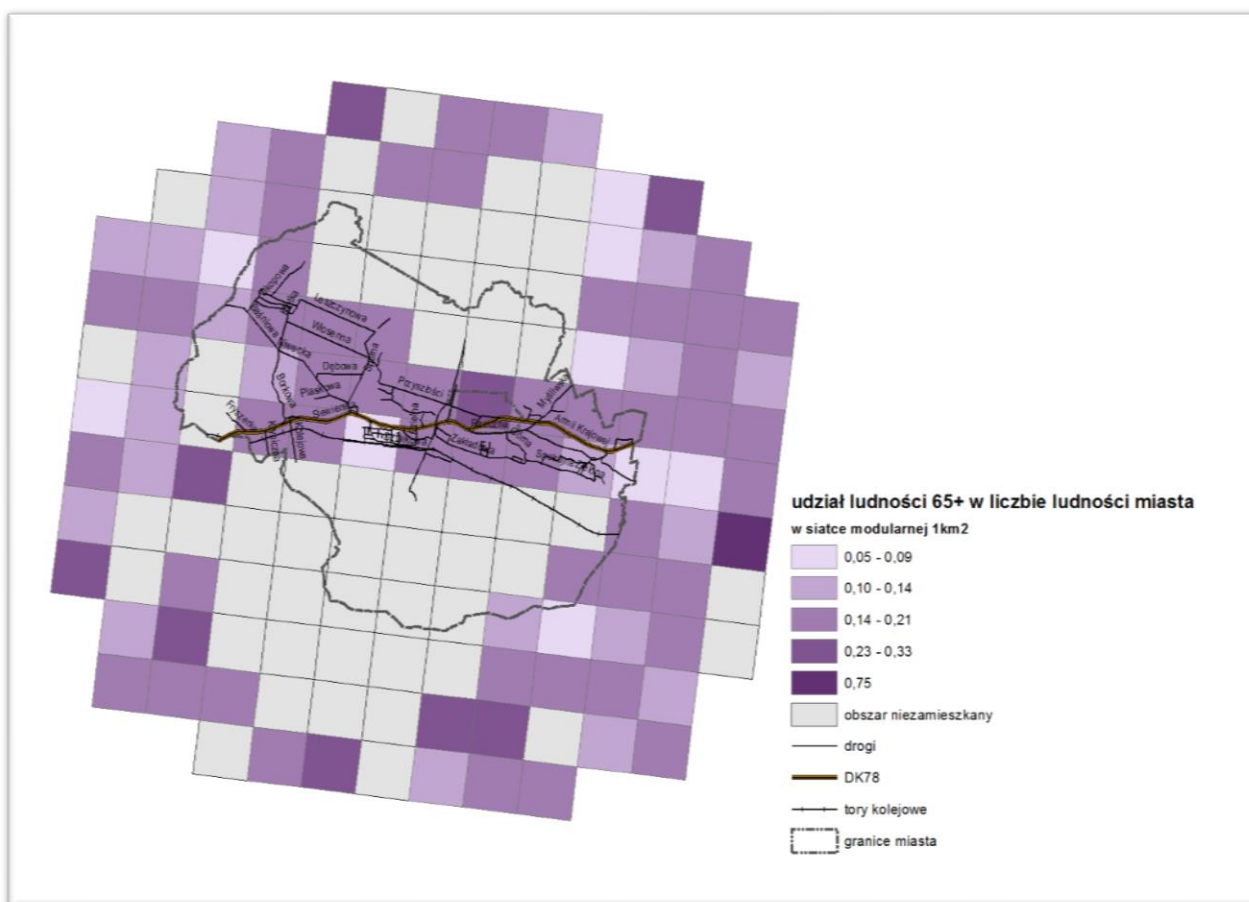 Leszczynowa
Wiosenna
Dębowa
Piaskowa
Borkowa
Przyszłości
Armii Krajowej
Kolejowa
udział ludności 65+ w liczbie ludności miasta
w siatce modularnej 1km2
0,05 - 0,09
0,10 - 0,14
0,14 - 0,21
0,23 - 0,33
0,75
obszar niezamieszkany
drogi
DK78
tory kolejowe
granice miasta